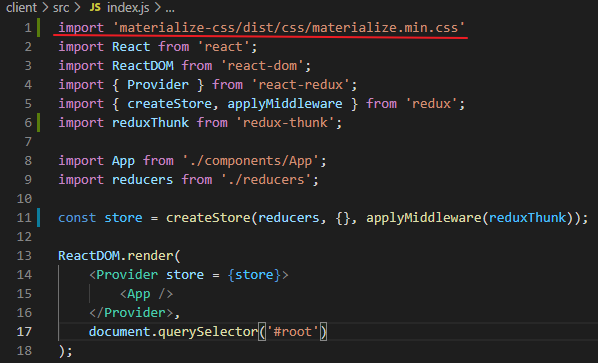 client > src > JS index.js > ...
1 import 'materialize-css/dist/css/materialize.min.css'
2 import React from 'react';
3 import ReactDOM from 'react-dom';
4 import { Provider } from 'react-redux';
5 import { createStore, applyMiddleware } from 'redux';
6 import reduxThunk from 'redux-thunk';
7
8 import App from './components/App';
9 import reducers from './reducers';
10
11 const store = createStore(reducers, {}, applyMiddleware(reduxThunk));
12
13 ReactDOM.render(
14     <Provider store = {store}>
15         <App />
16     </Provider>,
17     document.querySelector('#root')
18 );